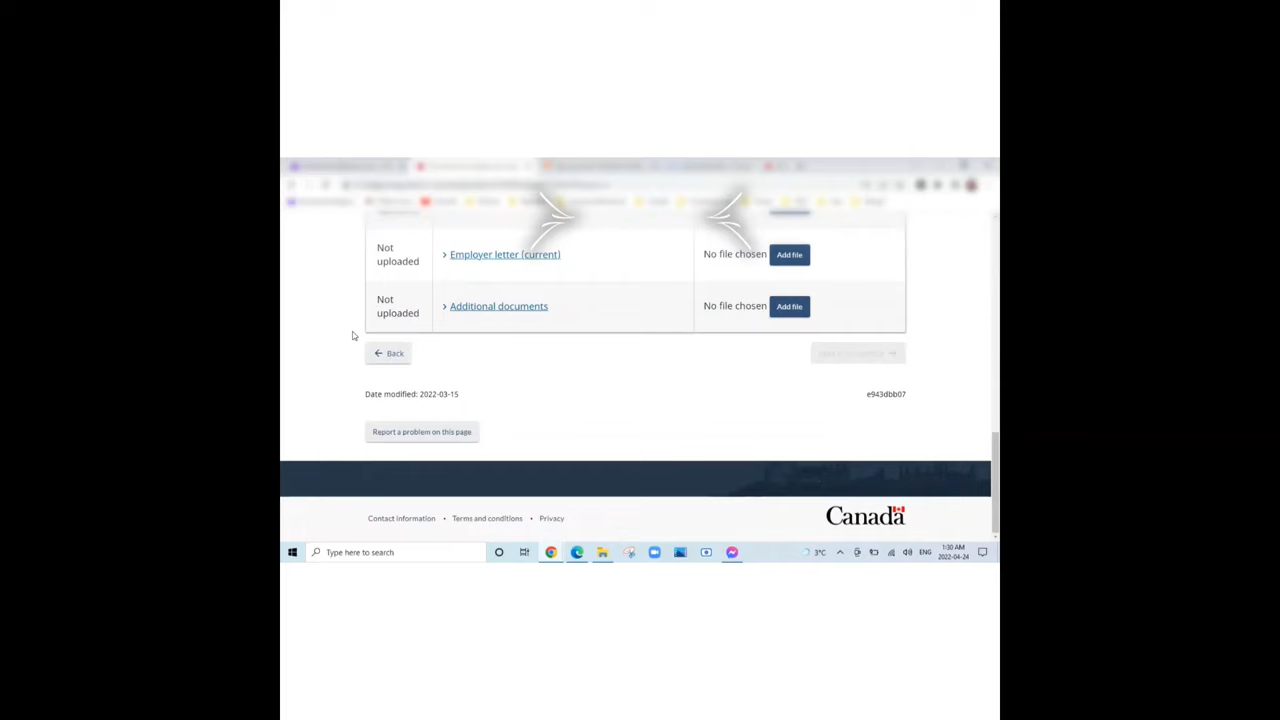 Not
uploaded
Employer letter (current)
No file chosen
Add file
Not
uploaded
Additional documents
No file chosen
Add file
Back
Date modified: 2022-03-15
e943dbb07
Report a problem on this page
Contact information • Terms and conditions • Privacy
Canada
Type here to search
3°C
ENG
1:30 AM
2022-04-24